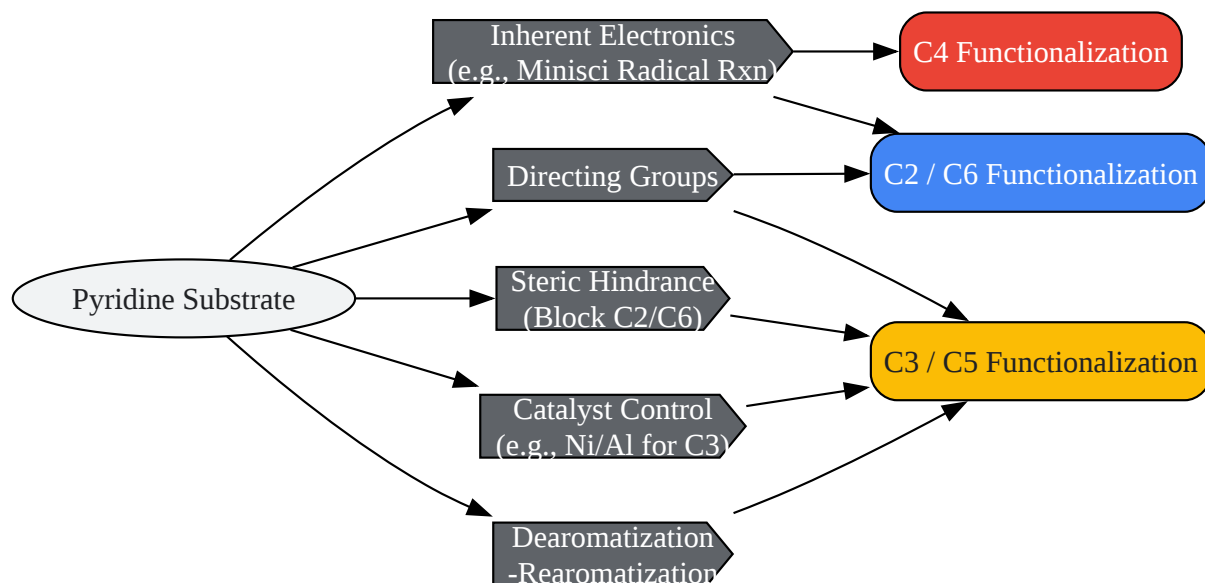 Inherent Electronics
(e.g., Minisci Radical Rxn)
C4 Functionalization
Directing Groups
C2 / C6 Functionalization
Pyridine Substrate
Steric Hindrance
(Block C2/C6)
C3 / C5 Functionalization
Catalyst Control
(e.g., Ni/Al for C3)
Dearomatization
-Rearomatization